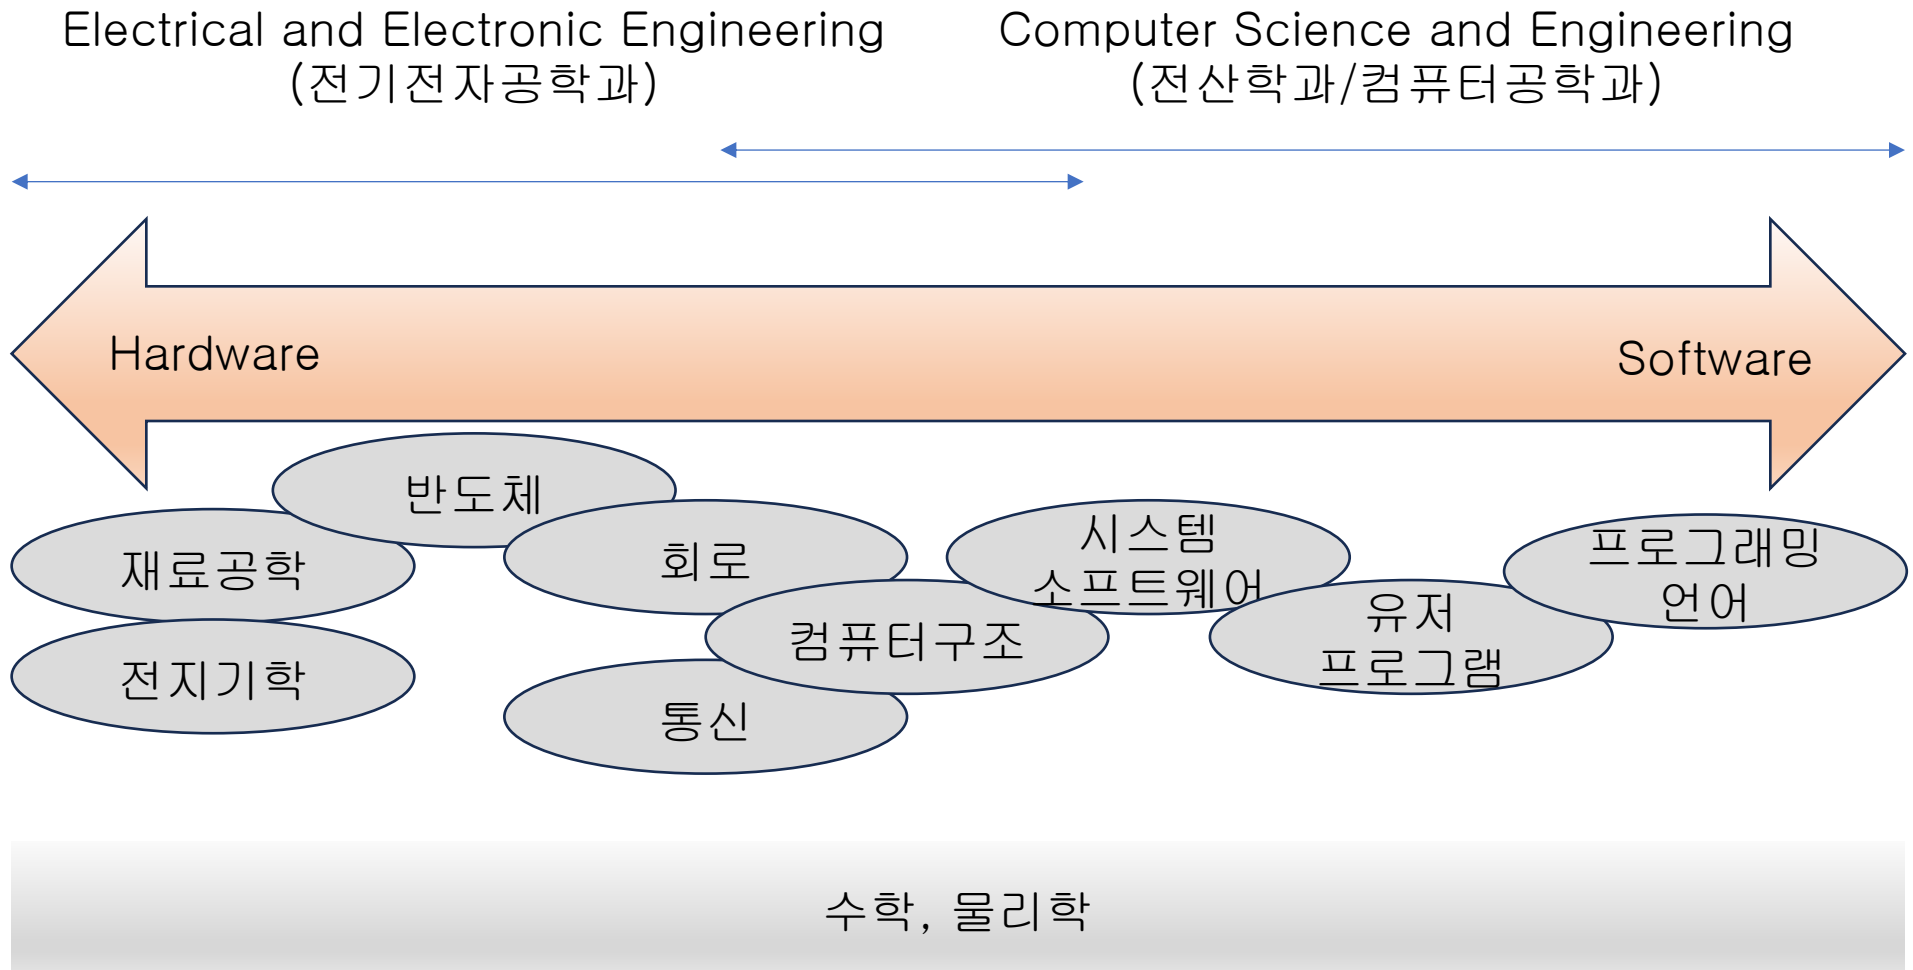 Electrical and Electronic Engineering
(전기전자공학과)
Computer Science and Engineering
(전산학과/컴퓨터공학과)
Hardware
Software
반도체
재료공학
회로
시스템
소프트웨어
프로그래밍
언어
전지기학
컴퓨터구조
유저
프로그램
통신
수학, 물리학